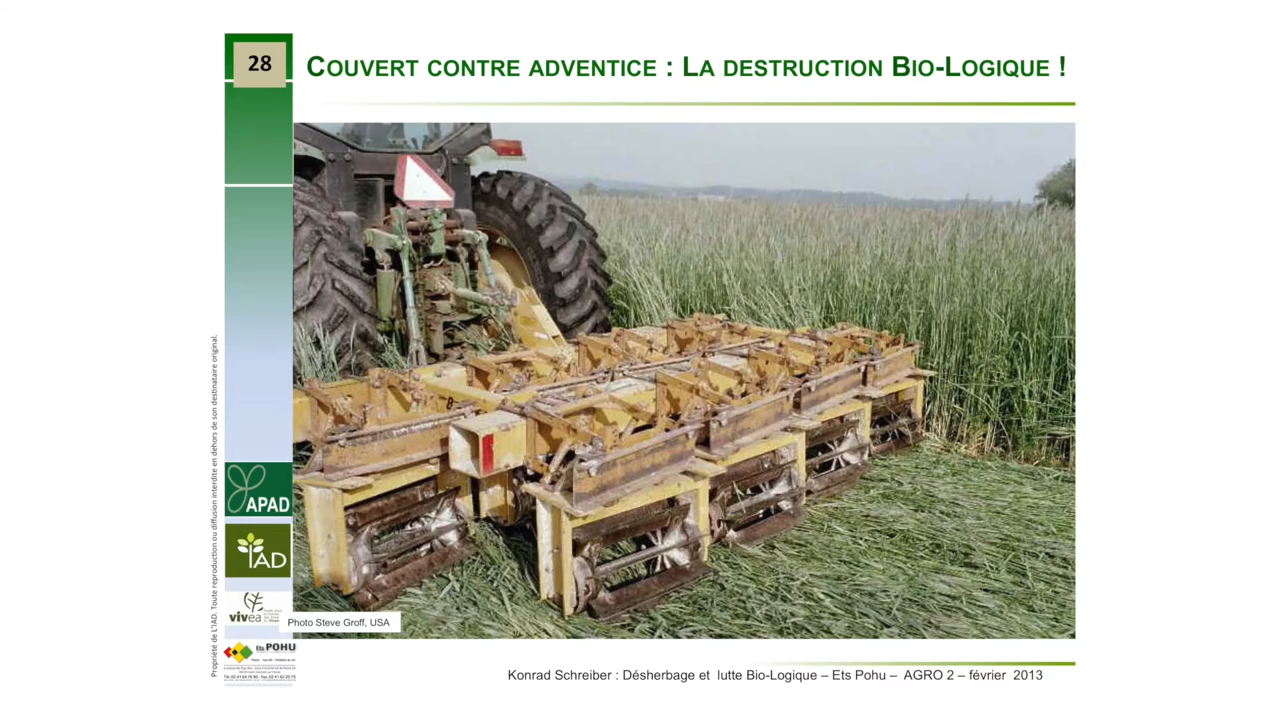 28
COUVERT CONTRE ADVENTICE : LA DESTRUCTION BIO-LOGIQUE !
Propriété de L'IAD. Toute reproduction ou diffusion interdite en dehors de son destinataire original.
APAD
IAD
vivea
Photo Steve Groff, USA
Ets POHU
Konrad Schreiber : Désherbage et lutte Bio-Logique – Ets Pohu – AGRO 2 – février 2013